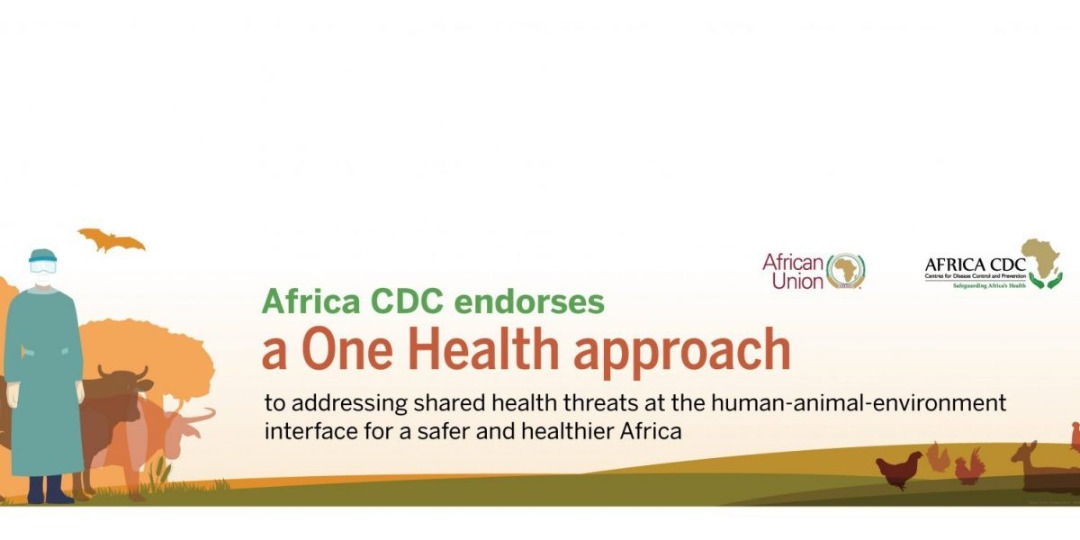 African
Union
AFRICA CDC
Centres for Disease Control and Prevention
Safeguarding Africa's Health
Africa CDC endorses
a One Health approach
to addressing shared health threats at the human-animal-environment
interface for a safer and healthier Africa